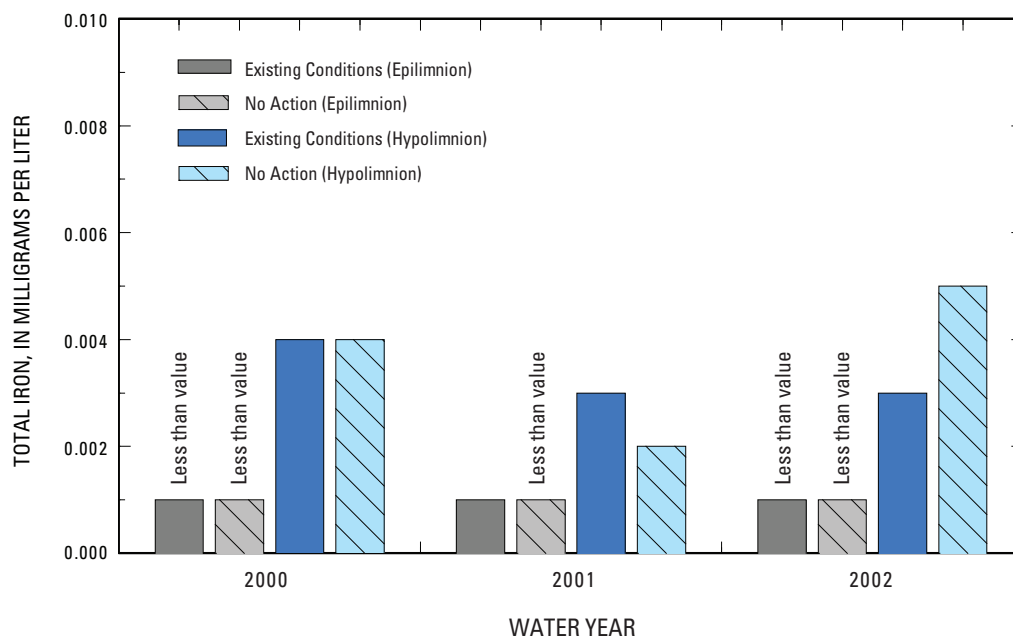 TOTAL IRON, IN MILLIGRAMS PER LITER
0.010
0.008
0.006
0.004
0.002
0.000
Existing Conditions (Epilimnion)
No Action (Epilimnion)
Existing Conditions (Hypolimnion)
No Action (Hypolimnion)
Less than value
Less than value
Less than value
Less than value
Less than value
2000
2001
2002
WATER YEAR